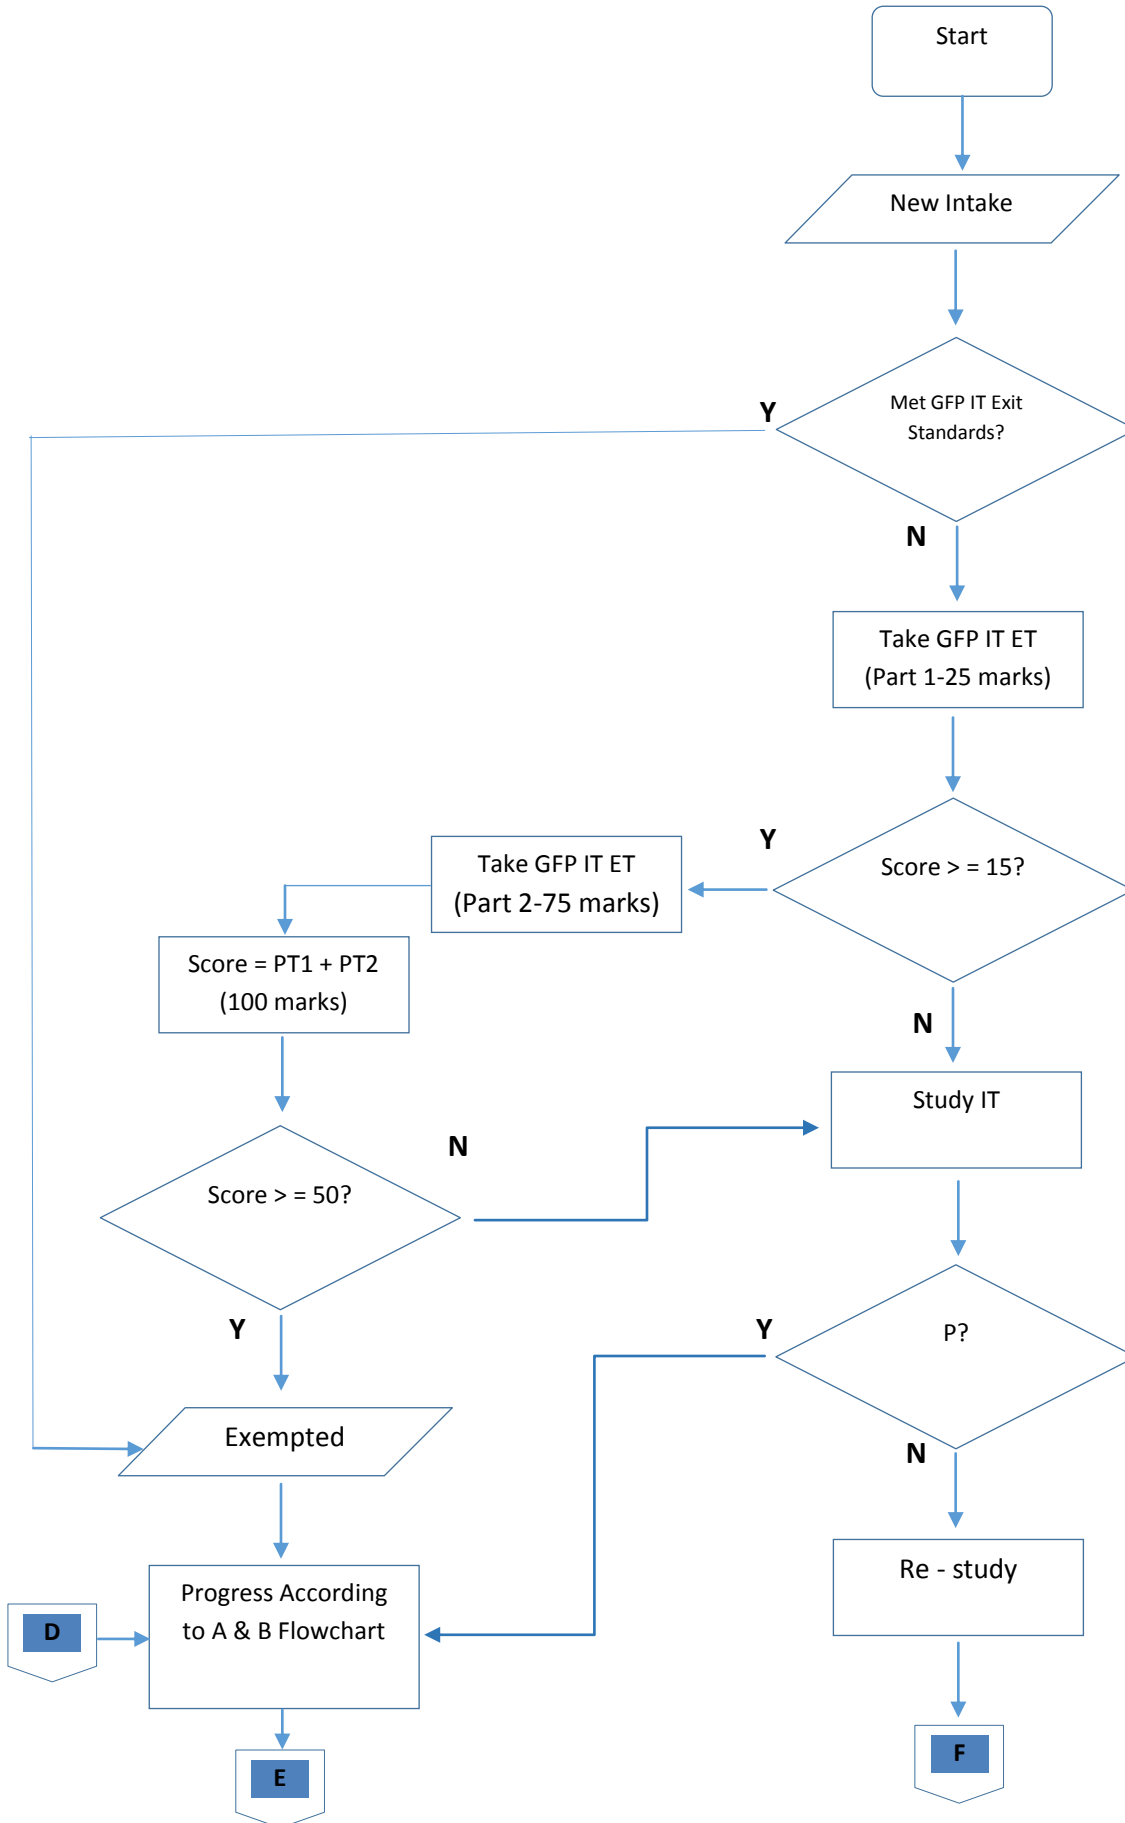 Start
New Intake
Met GFP IT Exit
Standards?
Y
N
Take GFP IT ET
(Part 1-25 marks)
Score > = 15?
Y
Take GFP IT ET
(Part 2-75 marks)
Score = PT1 + PT2
(100 marks)
N
Study IT
Score > = 50?
N
Y
P?
Y
N
Exempted
Re - study
Progress According
to A & B Flowchart
D
E
F